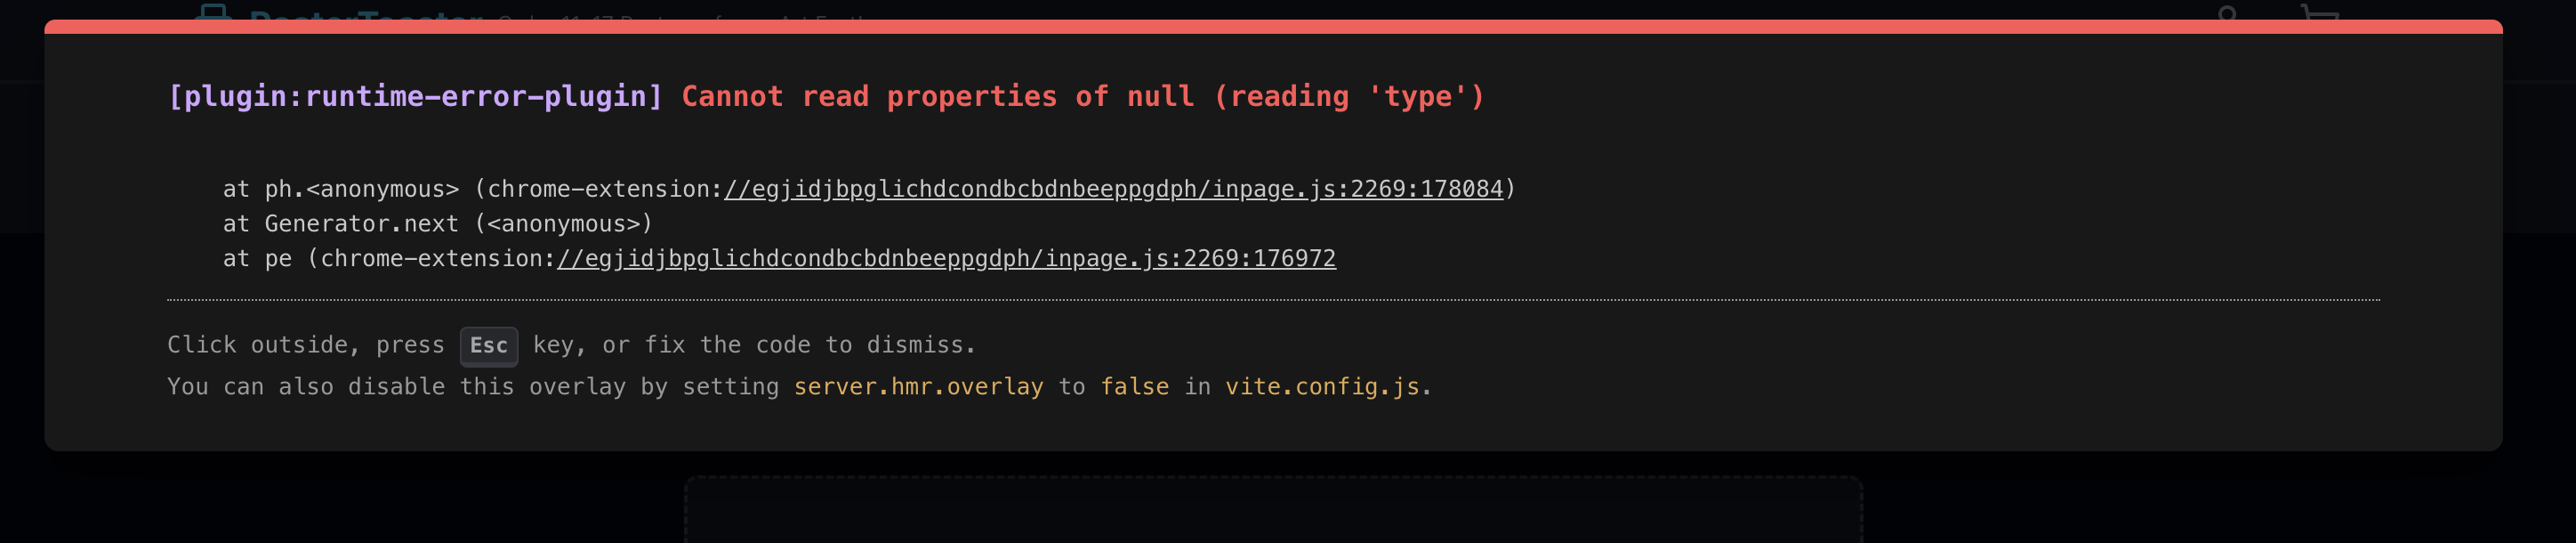 [plugin:runtime-error-plugin] Cannot read properties of null (reading 'type')
at ph.<anonymous> (chrome-extension://egjidjbpglichdcondbcbdnbeeppgdph/inpage.js:2269:178084)
at Generator.next (<anonymous>)
at pe (chrome-extension://egjidjbpglichdcondbcbdnbeeppgdph/inpage.js:2269:176972
Click outside, press Esc key, or fix the code to dismiss.
You can also disable this overlay by setting server.hmr.overlay to false in vite.config.js.